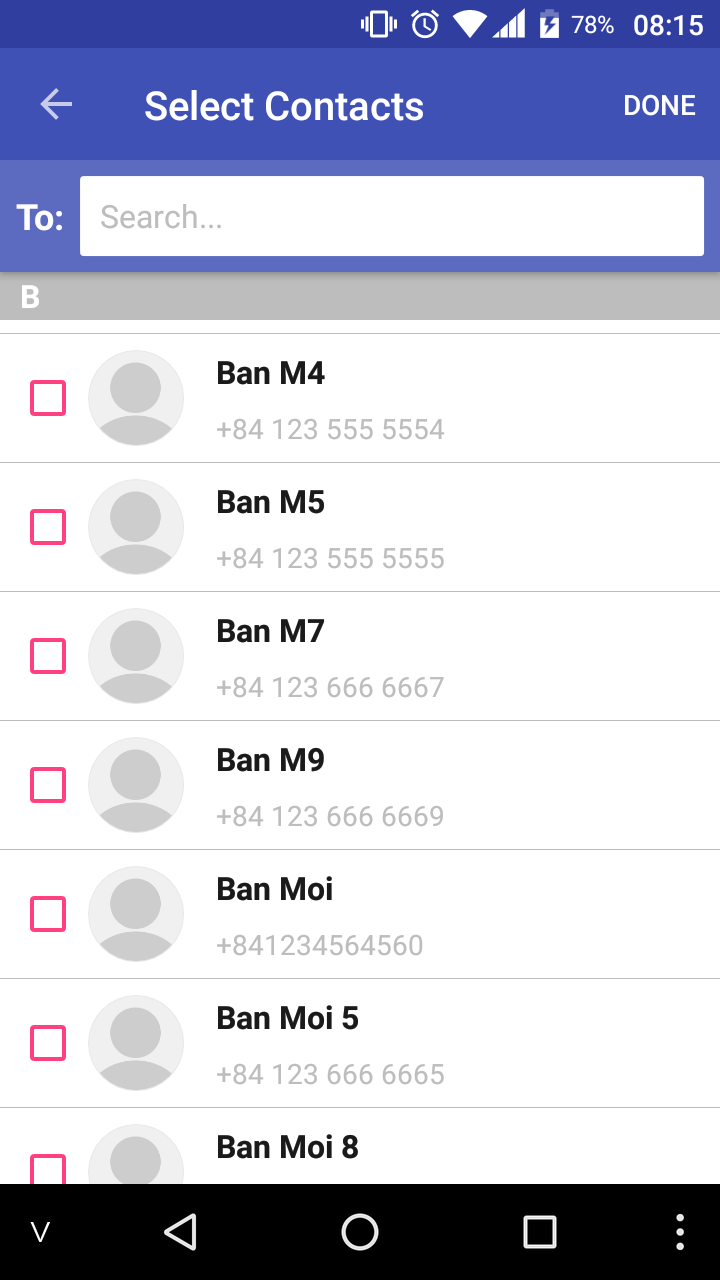 78% 08:15
Select Contacts DONE
To: Search...
B
Ban M4
+84 123 555 5554
Ban M5
+84 123 555 5555
Ban M7
+84 123 666 6667
Ban M9
+84 123 666 6669
Ban Moi
+841234564560
Ban Moi 5
+84 123 666 6665
Ban Moi 8